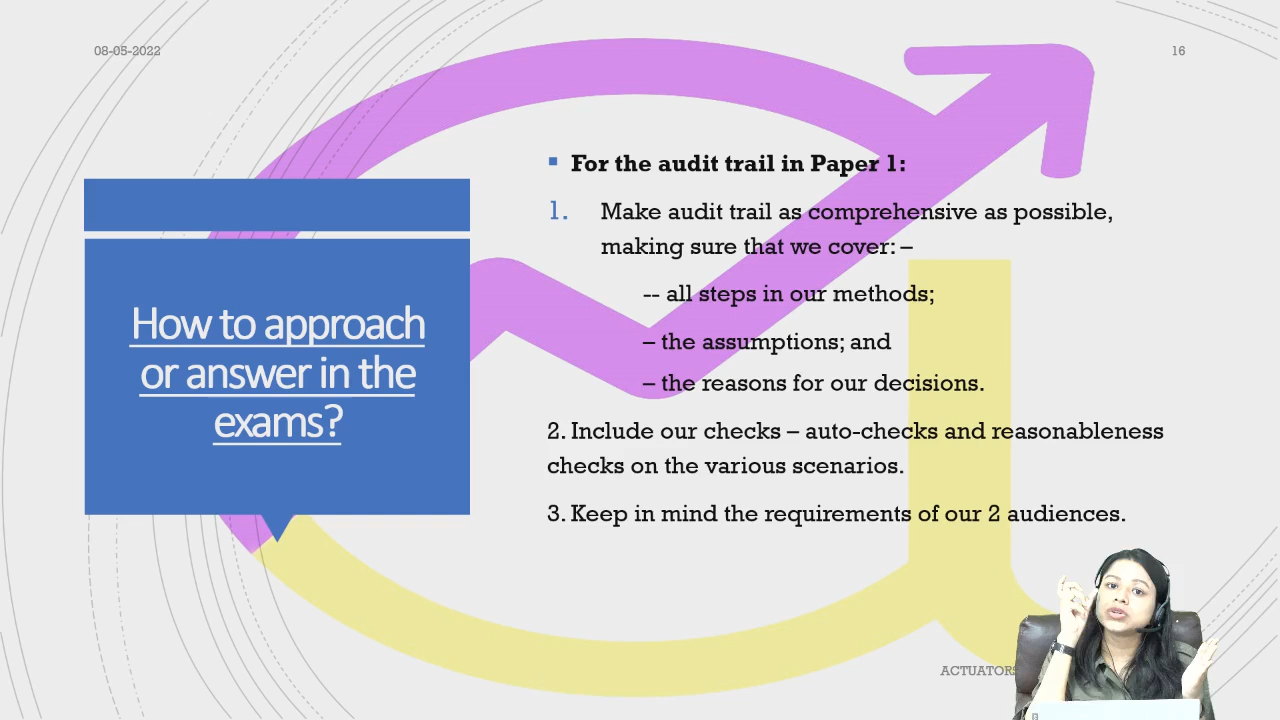 08-05-2022
16
How to approach
or answer in the
exams?
▪ For the audit trail in Paper 1:
1. Make audit trail as comprehensive as possible,
making sure that we cover: –
-- all steps in our methods;
– the assumptions; and
– the reasons for our decisions.
2. Include our checks – auto-checks and reasonableness
checks on the various scenarios.
3. Keep in mind the requirements of our 2 audiences.
ACTUATORS